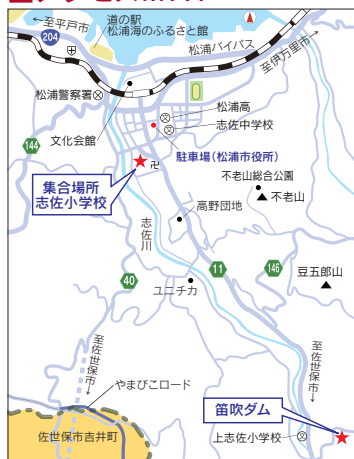 ←至平戸市
204
道の駅
松浦海のふるさと館
松浦バイパス
至伊万里市→
松浦警察署
文化会館
松浦高
志佐中学校
144
駐車場(松浦市役所)
卍
集合場所
志佐小学校
不老山総合公園
不老山
高野団地
志佐川
11
146
豆五郎山
40
ユニチカ
至佐世保市→
至佐世保市→
やまびこロード
笛吹ダム
佐世保市吉井町
上志佐小学校